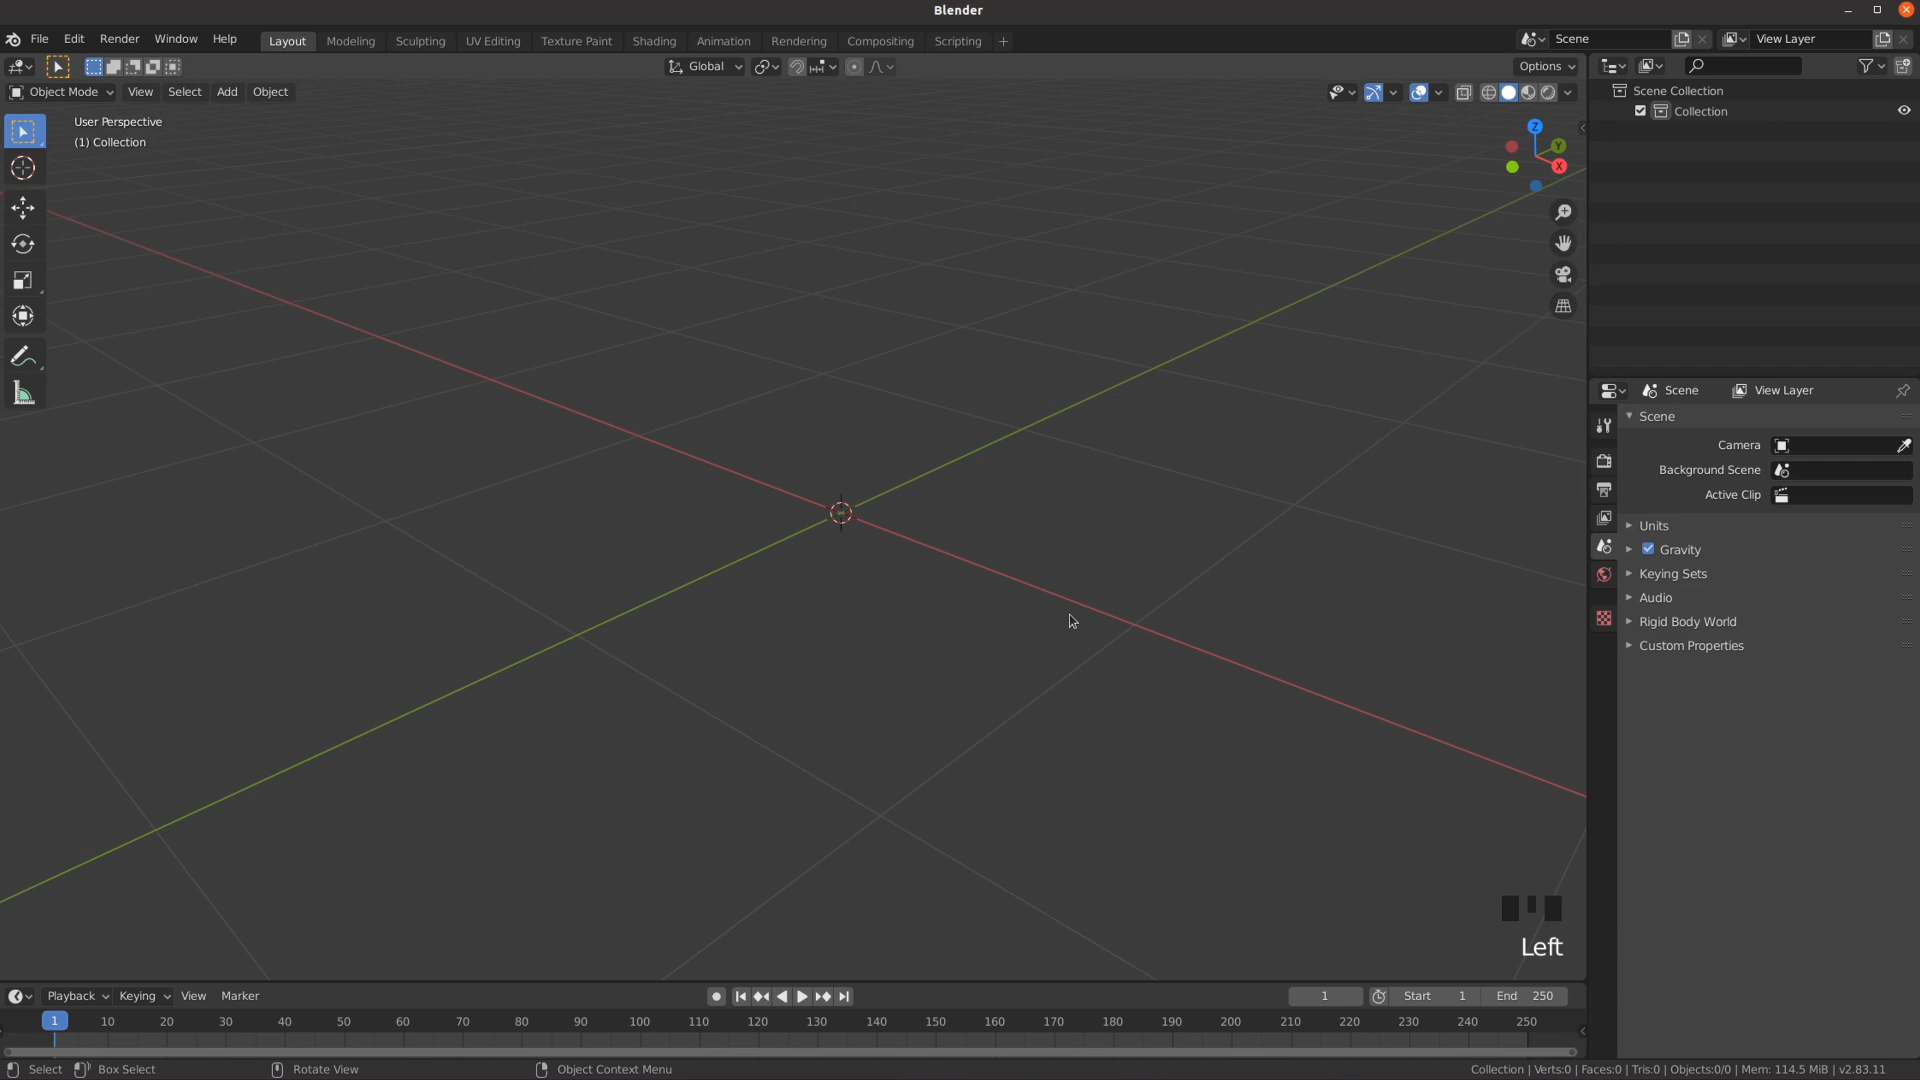 Blender
File Edit Render Window Help Layout Modeling Sculpting UV Editing Texture Paint Shading Animation Rendering Compositing Scripting + Scene View Layer
Global Options
Object Mode View Select Add Object
User Perspective
(1) Collection
Z
Y
X
Scene Collection
Collection
Scene View Layer
Scene
Camera
Background Scene
Active Clip
Units
Gravity
Keying Sets
Audio
Rigid Body World
Custom Properties
Left
Playback Keying View Marker 1 Start 1 End 250
1 10 20 30 40 50 60 70 80 90 100 110 120 130 140 150 160 170 180 190 200 210 220 230 240 250
Select Box Select Rotate View Object Context Menu Collection | Verts:0 | Faces:0 | Tris:0 | Objects:0/0 | Mem: 114.5 MiB | v2.83.11